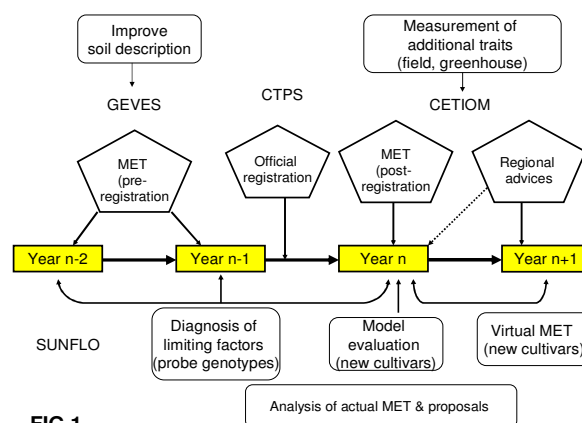 Improve
soil description
Measurement of
additional traits
(field, greenhouse)
GEVES
CTPS
CETIOM
MET
(pre-
registration
Official
registration
MET
(post-
registration
Regional
advices
Year n-2
Year n-1
Year n
Year n+1
SUNFLO
Diagnosis of
limiting factors
(probe genotypes)
Model
evaluation
(new cultivars)
Virtual MET
(new cultivars)
Analysis of actual MET & proposals
FIG 1